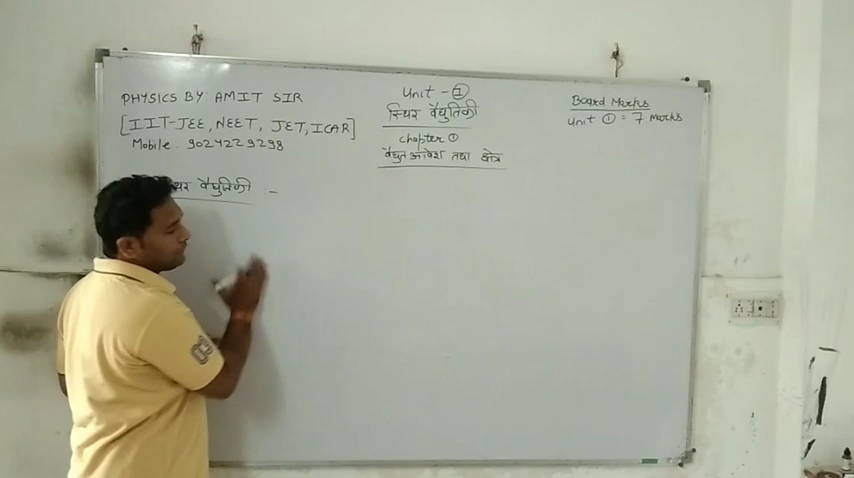 PHYSICS BY AMIT SIR
[IIT-JEE, NEET, JET, ICAR]
Mobile. 9024229298
Unit - I
स्थिर वैद्युतिकी
chapter 1
वैद्युत आवेश तथा क्षेत्र
Board Marks
Unit 1 = 7 Marks
वैद्युतिकी -